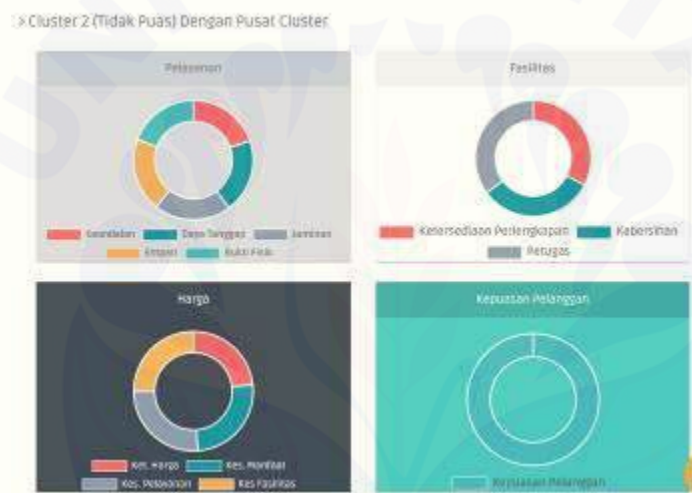 > Cluster 2 (Tidak Puas) Dengan Pusat Cluster
Pelayanan
Fasilitas
Keandalan Daya Tanggap Jaminan
Empati Bukti Fisik
Ketersediaan Perlengkapan Kebersihan
Petugas
Harga
Kepuasan Pelanggan
Ket. Harga Kes. Manfaat
Kes. Pelayanan Kes Fasilitas
Kepuasan Pelanggan